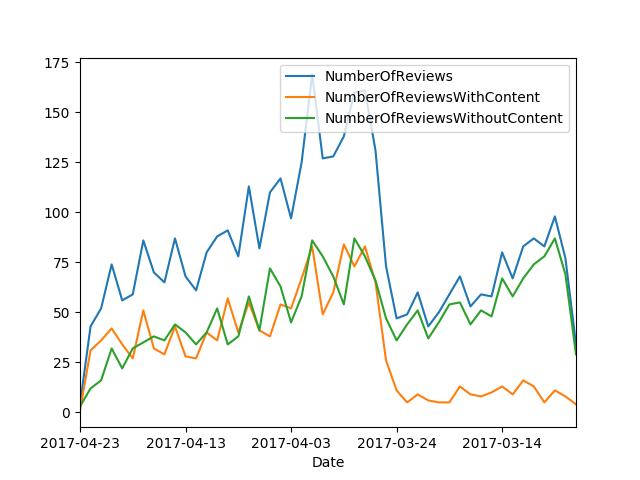 NumberOfReviews
NumberOfReviewsWithContent
NumberOfReviewsWithoutContent
175
150
125
100
75
50
25
0
2017-04-23 2017-04-13 2017-04-03 2017-03-24 2017-03-14
Date